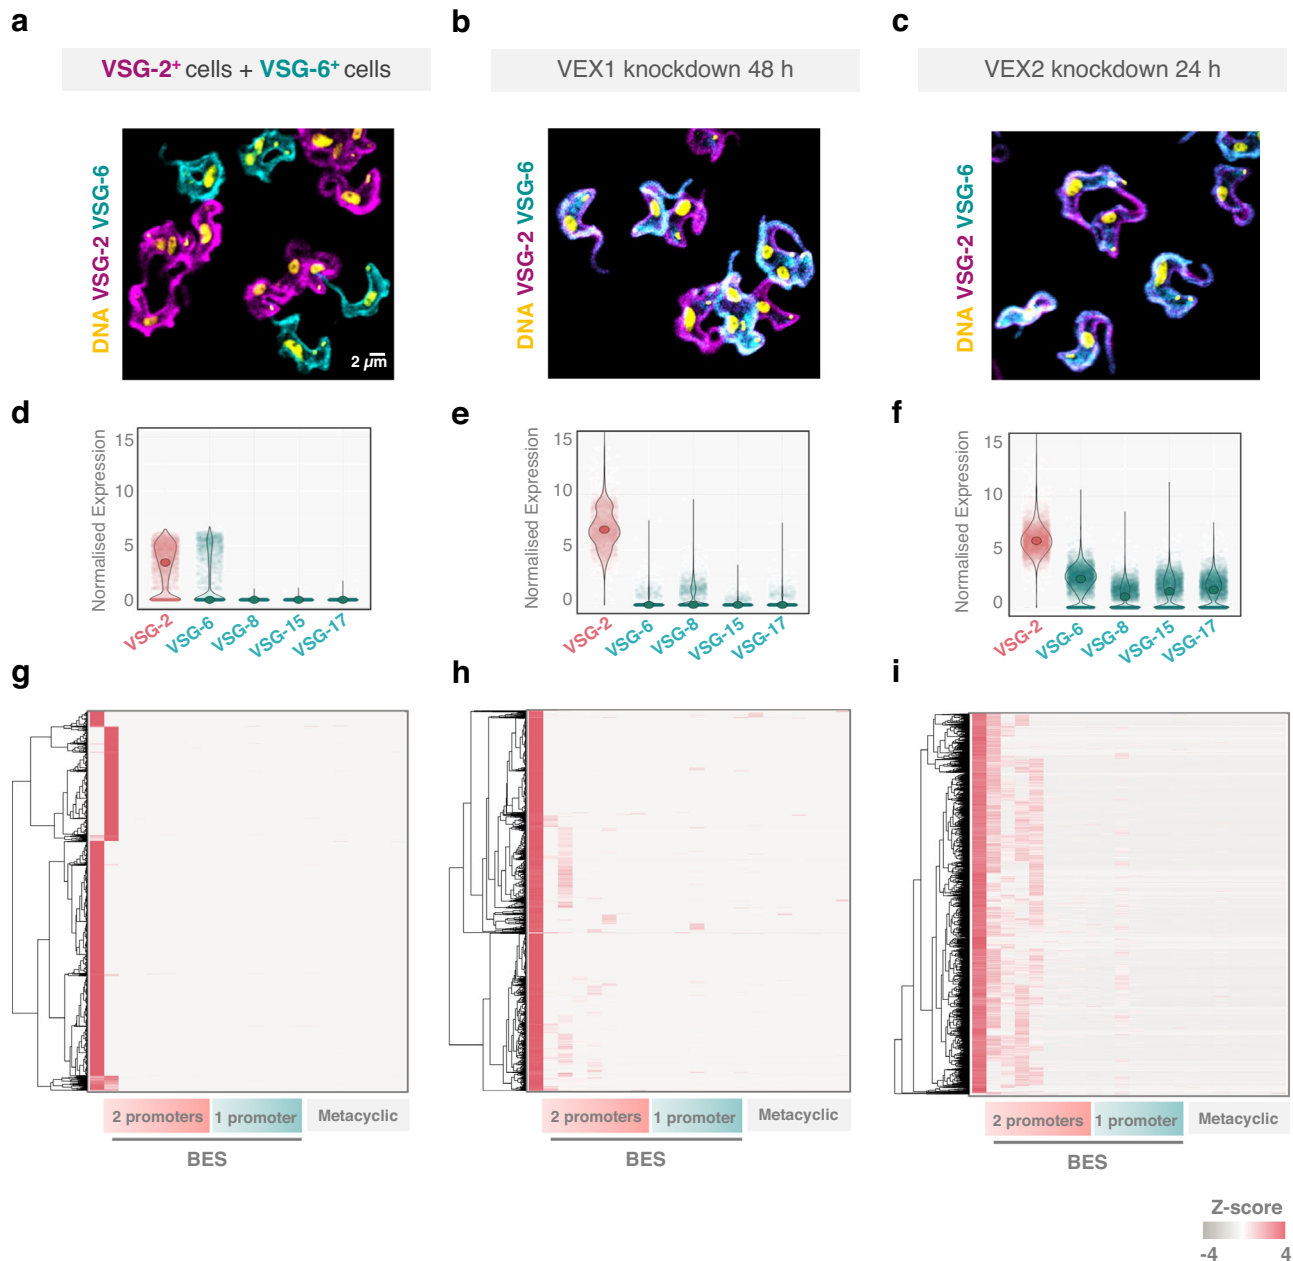 a
b
c
VSG-2+ cells + VSG-6+ cells
VEX1 knockdown 48 h
VEX2 knockdown 24 h
DNA VSG-2 VSG-6
2 µm
DNA VSG-2 VSG-6
DNA VSG-2 VSG-6
d
e
f
Normalised Expression
15
10
5
0
VSG-2
VSG-6
VSG-8
VSG-15
VSG-17
Normalised Expression
15
10
5
0
VSG-2
VSG-6
VSG-8
VSG-15
VSG-17
Normalised Expression
15
10
5
0
VSG-2
VSG-6
VSG-8
VSG-15
VSG-17
g
h
i
2 promoters 1 promoter Metacyclic
BES
2 promoters 1 promoter Metacyclic
BES
2 promoters 1 promoter Metacyclic
BES
Z-score
-4 4